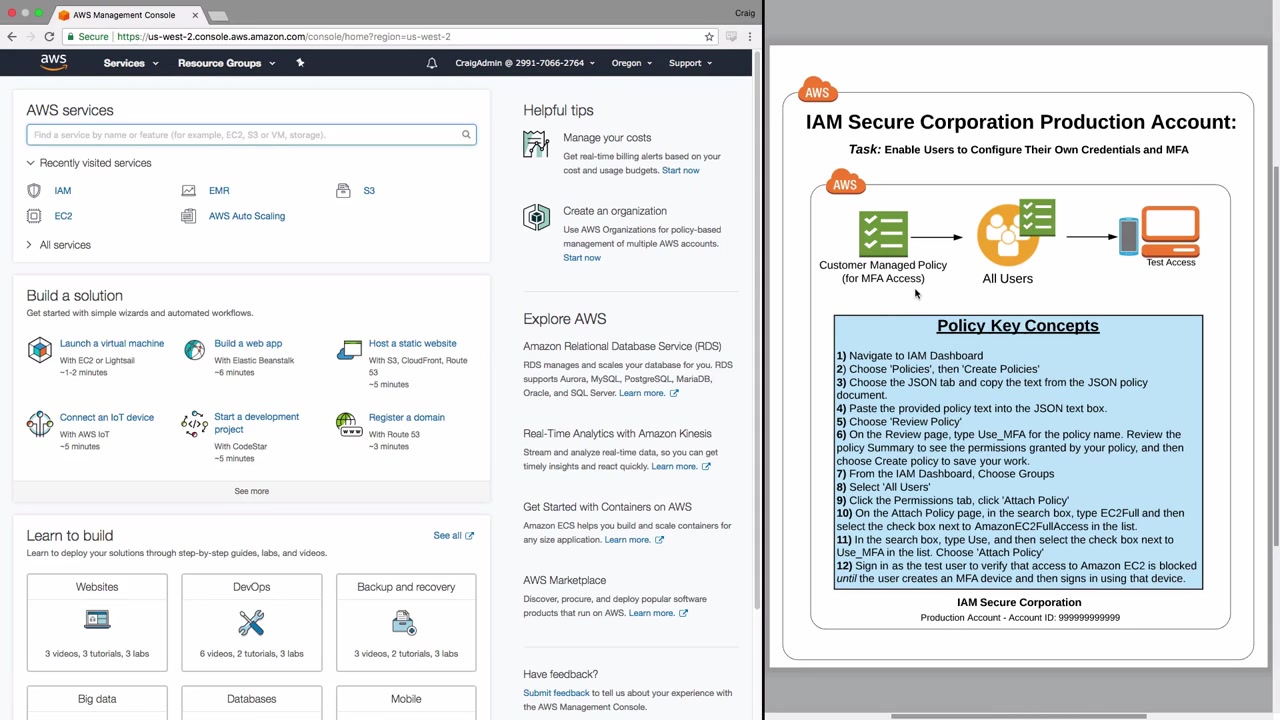 AWS Management Console
Craig
Secure
https://us-west-2.console.aws.amazon.com/console/home?region=us-west-2
aws
Services
Resource Groups
CraigAdmin @ 2991-7066-2764
Oregon
Support
AWS services
Find a service by name or feature (for example, EC2, S3 or VM, storage).
Recently visited services
IAM
EMR
S3
EC2
AWS Auto Scaling
All services
Build a solution
Get started with simple wizards and automated workflows.
Launch a virtual machine
With EC2 or Lightsail
~1-2 minutes
Build a web app
With Elastic Beanstalk
~6 minutes
Host a static website
With S3, CloudFront, Route
53
~5 minutes
Connect an IoT device
With AWS IoT
~5 minutes
Start a development
project
With CodeStar
~5 minutes
Register a domain
With Route 53
~3 minutes
See more
Learn to build
See all
Learn to deploy your solutions through step-by-step guides, labs, and videos.
Websites
3 videos, 3 tutorials, 3 labs
DevOps
6 videos, 2 tutorials, 3 labs
Backup and recovery
3 videos, 2 tutorials, 3 labs
Big data
Databases
Mobile
Helpful tips
Manage your costs
Get real-time billing alerts based on your
cost and usage budgets. Start now
Create an organization
Use AWS Organizations for policy-based
management of multiple AWS accounts.
Start now
Explore AWS
Amazon Relational Database Service (RDS)
RDS manages and scales your database for you. RDS
supports Aurora, MySQL, PostgreSQL, MariaDB,
Oracle, and SQL Server. Learn more.
Real-Time Analytics with Amazon Kinesis
Stream and analyze real-time data, so you can get
timely insights and react quickly. Learn more.
Get Started with Containers on AWS
Amazon ECS helps you build and scale containers for
any size application. Learn more.
AWS Marketplace
Discover, procure, and deploy popular software
products that run on AWS. Learn more.
Have feedback?
Submit feedback to tell us about your experience with
the AWS Management Console.
AWS
IAM Secure Corporation Production Account:
Task: Enable Users to Configure Their Own Credentials and MFA
AWS
Customer Managed Policy
(for MFA Access)
All Users
Test Access
Policy Key Concepts
1) Navigate to IAM Dashboard
2) Choose 'Policies', then 'Create Policies'
3) Choose the JSON tab and copy the text from the JSON policy
document.
4) Paste the provided policy text into the JSON text box.
5) Choose 'Review Policy'
6) On the Review page, type Use_MFA for the policy name. Review the
policy Summary to see the permissions granted by your policy, and then
choose Create policy to save your work.
7) From the IAM Dashboard, Choose Groups
8) Select 'All Users'
9) Click the Permissions tab, click 'Attach Policy'
10) On the Attach Policy page, in the search box, type EC2Full and then
select the check box next to AmazonEC2FullAccess in the list.
11) In the search box, type Use, and then select the check box next to
Use_MFA in the list. Choose 'Attach Policy'
12) Sign in as the test user to verify that access to Amazon EC2 is blocked
until the user creates an MFA device and then signs in using that device.
IAM Secure Corporation
Production Account - Account ID: 999999999999